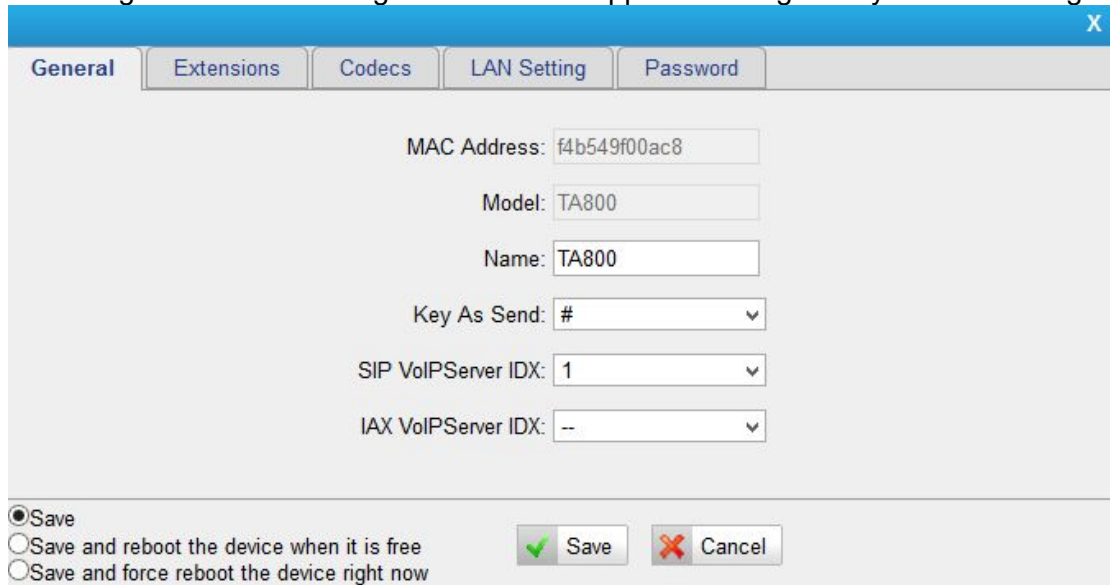 X
General Extensions Codecs LAN Setting Password
MAC Address: f4b549f00ac8
Model: TA800
Name: TA800
Key As Send: #
SIP VoIPServer IDX: 1
IAX VoIPServer IDX: --
Save
Save and reboot the device when it is free
Save and force reboot the device right now
Save Cancel